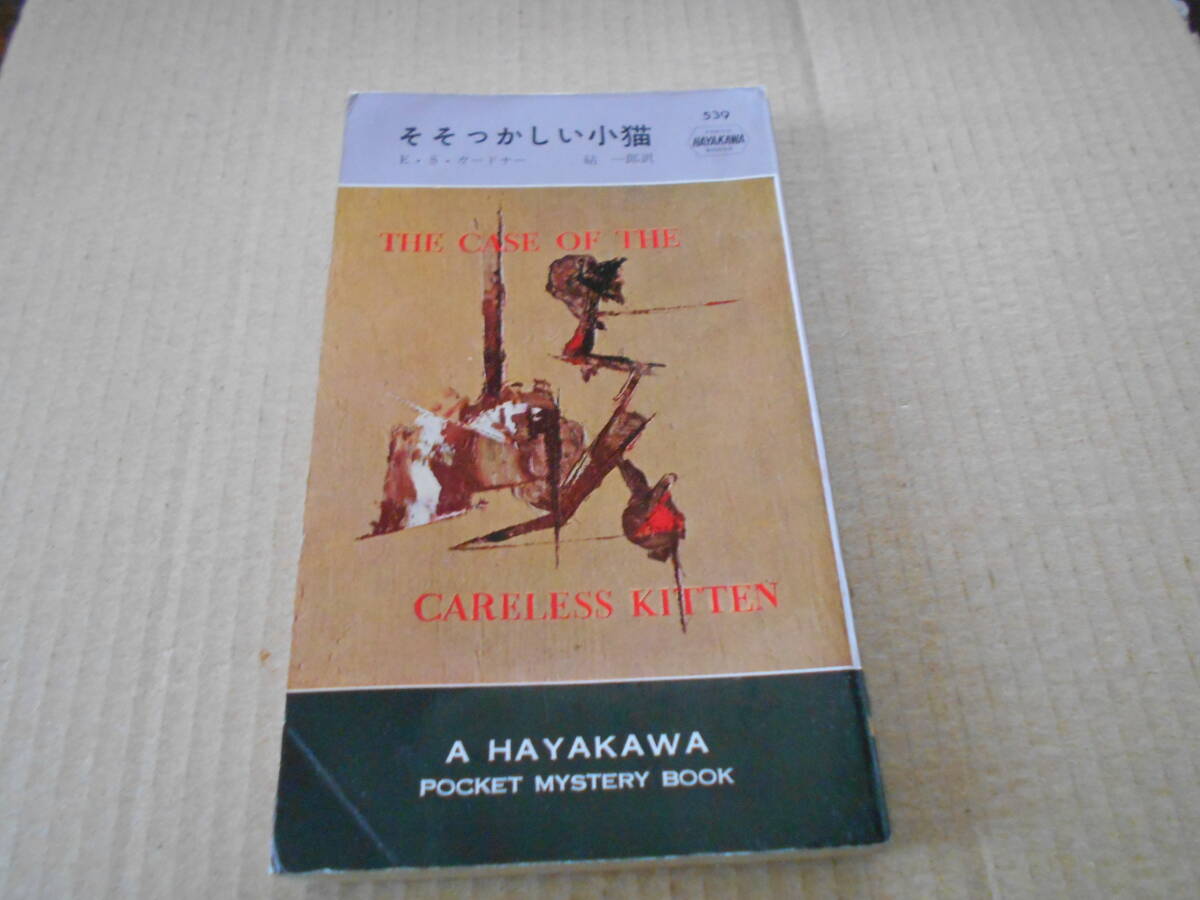 そそっかしい小猫
539
HAYAKAWA
E・S・ガードナー 砧 一郎訳
THE CASE OF THE
CARELESS KITTEN
A HAYAKAWA
POCKET MYSTERY BOOK